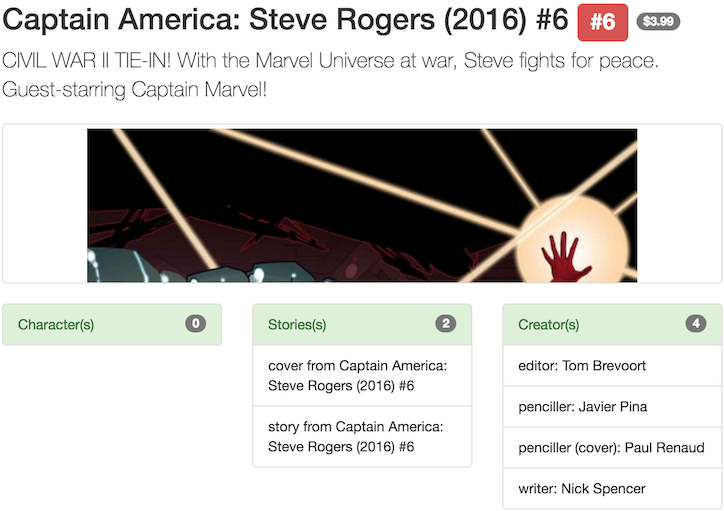 Captain America: Steve Rogers (2016) #6 #6 $3.99
CIVIL WAR II TIE-IN! With the Marvel Universe at war, Steve fights for peace.
Guest-starring Captain Marvel!
Character(s) 0
Stories(s) 2
cover from Captain America:
Steve Rogers (2016) #6
story from Captain America:
Steve Rogers (2016) #6
Creator(s) 4
editor: Tom Brevoort
penciller: Javier Pina
penciller (cover): Paul Renaud
writer: Nick Spencer